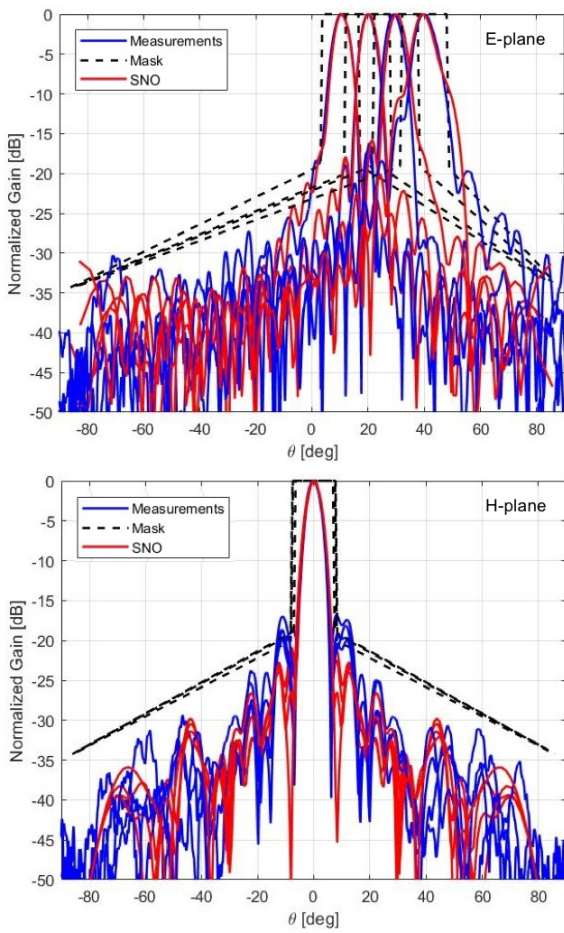 E-plane
Measurements
Mask
SNO
Normalized Gain [dB]
0
-5
-10
-15
-20
-25
-30
-35
-40
-45
-50
-80 -60 -40 -20 0 20 40 60 80
θ [deg]
H-plane
Measurements
Mask
SNO
Normalized Gain [dB]
0
-5
-10
-15
-20
-25
-30
-35
-40
-45
-50
-80 -60 -40 -20 0 20 40 60 80
θ [deg]